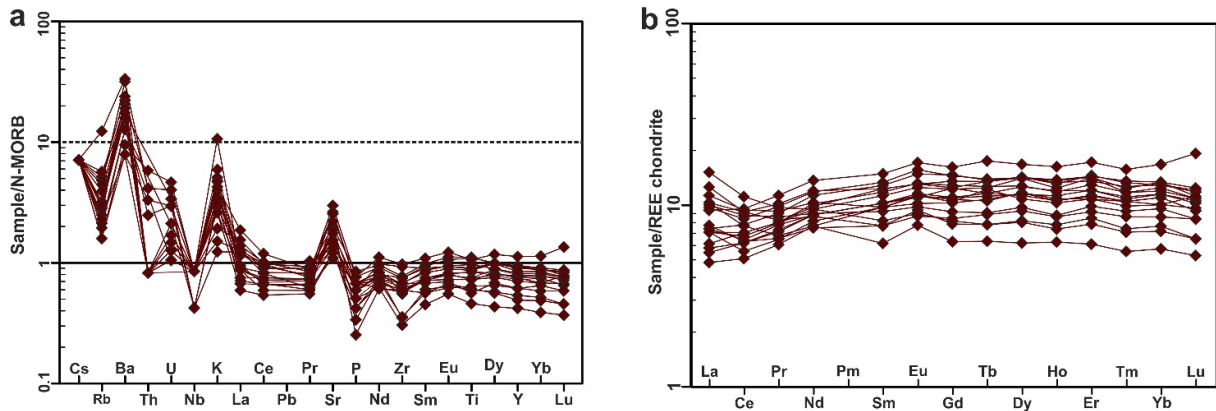 a
100
10
1
0.1
Sample/N-MORB
Cs Ba U K Ce Pr P Zr Eu Dy Yb
Rb Th Nb La Pb Sr Nd Sm Ti Y Lu
b
100
10
1
Sample/REE chondrite
La Pr Pm Eu Tb Ho Tm Lu
Ce Nd Sm Gd Dy Er Yb